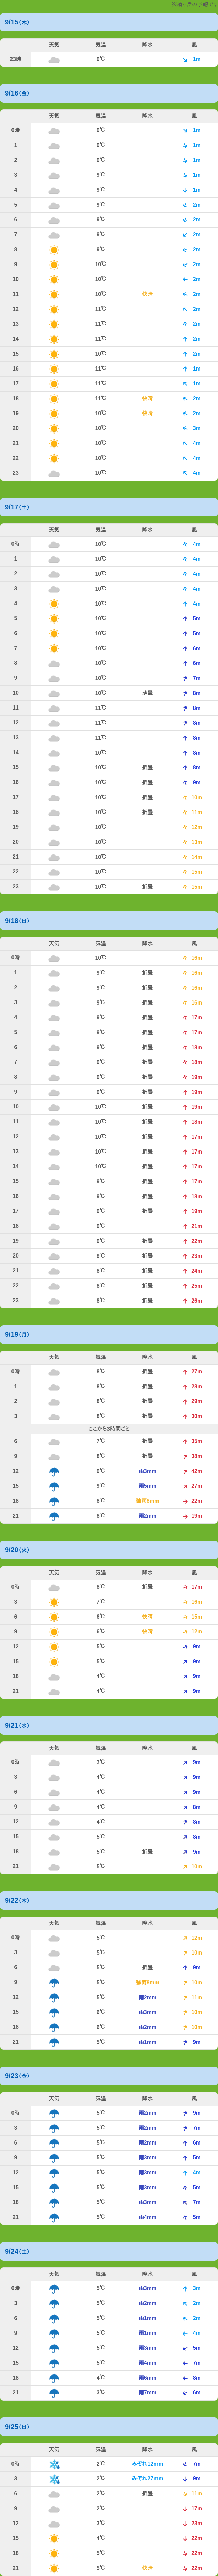 9/15(木)
天気 気温 降水 風
23時 9℃ 1m
9/16(金)
天気 気温 降水 風
0時 9℃ 1m
1 9℃ 1m
2 9℃ 1m
3 9℃ 1m
4 9℃ 1m
5 9℃ 2m
6 9℃ 2m
7 9℃ 2m
8 9℃ 2m
9 10℃ 2m
10 10℃ 2m
11 10℃ 快晴 2m
12 11℃ 2m
13 11℃ 2m
14 11℃ 2m
15 10℃ 2m
16 11℃ 1m
17 11℃ 1m
18 11℃ 快晴 2m
19 10℃ 快晴 2m
20 10℃ 3m
21 10℃ 4m
22 10℃ 4m
23 10℃ 4m
9/17(土)
天気 気温 降水 風
0時 10℃ 4m
1 10℃ 4m
2 10℃ 4m
3 10℃ 4m
4 10℃ 4m
5 10℃ 5m
6 10℃ 5m
7 10℃ 6m
8 10℃ 6m
9 10℃ 7m
10 10℃ 薄曇 8m
11 11℃ 8m
12 11℃ 8m
13 11℃ 8m
14 10℃ 8m
15 10℃ 折曇 8m
16 10℃ 折曇 9m
17 10℃ 折曇 10m
18 10℃ 折曇 11m
19 10℃ 12m
20 10℃ 13m
21 10℃ 14m
22 10℃ 15m
23 10℃ 折曇 15m
9/18(日)
天気 気温 降水 風
0時 10℃ 16m
1 9℃ 折曇 16m
2 9℃ 折曇 16m
3 9℃ 折曇 16m
4 9℃ 折曇 17m
5 9℃ 折曇 17m
6 9℃ 折曇 18m
7 9℃ 折曇 18m
8 9℃ 折曇 19m
9 9℃ 折曇 19m
10 10℃ 折曇 19m
11 10℃ 折曇 18m
12 10℃ 折曇 17m
13 10℃ 折曇 17m
14 10℃ 折曇 17m
15 9℃ 折曇 17m
16 9℃ 折曇 18m
17 9℃ 折曇 19m
18 9℃ 21m
19 9℃ 折曇 22m
20 9℃ 折曇 23m
21 8℃ 折曇 24m
22 8℃ 折曇 25m
23 8℃ 折曇 26m
9/19(月)
天気 気温 降水 風
0時 8℃ 折曇 27m
1 8℃ 折曇 28m
2 8℃ 折曇 29m
3 8℃ 折曇 30m
ここから3時間ごと
6 7℃ 折曇 35m
9 8℃ 折曇 38m
12 9℃ 雨3mm 42m
15 9℃ 雨5mm 27m
18 8℃ 強雨8mm 22m
21 8℃ 雨2mm 19m
9/20(火)
天気 気温 降水 風
0時 8℃ 折曇 17m
3 7℃ 16m
6 6℃ 快晴 15m
9 6℃ 快晴 12m
12 5℃ 9m
15 5℃ 9m
18 4℃ 9m
21 4℃ 9m
9/21(水)
天気 気温 降水 風
0時 3℃ 9m
3 4℃ 9m
6 4℃ 9m
9 4℃ 8m
12 4℃ 8m
15 5℃ 8m
18 5℃ 折曇 9m
21 5℃ 10m
9/22(木)
天気 気温 降水 風
0時 5℃ 12m
3 5℃ 10m
6 5℃ 折曇 9m
9 5℃ 強雨8mm 10m
12 5℃ 雨2mm 11m
15 6℃ 雨3mm 10m
18 6℃ 雨2mm 10m
21 5℃ 雨1mm 9m
9/23(金)
天気 気温 降水 風
0時 5℃ 雨2mm 9m
3 5℃ 雨2mm 7m
6 5℃ 雨2mm 6m
9 5℃ 雨3mm 5m
12 5℃ 雨3mm 4m
15 5℃ 雨3mm 5m
18 5℃ 雨3mm 7m
21 5℃ 雨4mm 5m
9/24(土)
天気 気温 降水 風
0時 5℃ 雨3mm 3m
3 5℃ 雨2mm 2m
6 5℃ 雨1mm 2m
9 5℃ 雨1mm 4m
12 5℃ 雨3mm 5m
15 5℃ 雨4mm 7m
18 4℃ 雨6mm 8m
21 3℃ 雨7mm 6m
9/25(日)
天気 気温 降水 風
0時 2℃ みぞれ12mm 7m
3 2℃ みぞれ27mm 9m
6 2℃ 折曇 11m
9 2℃ 17m
12 3℃ 23m
15 4℃ 22m
18 5℃ 22m
21 5℃ 快晴 22m